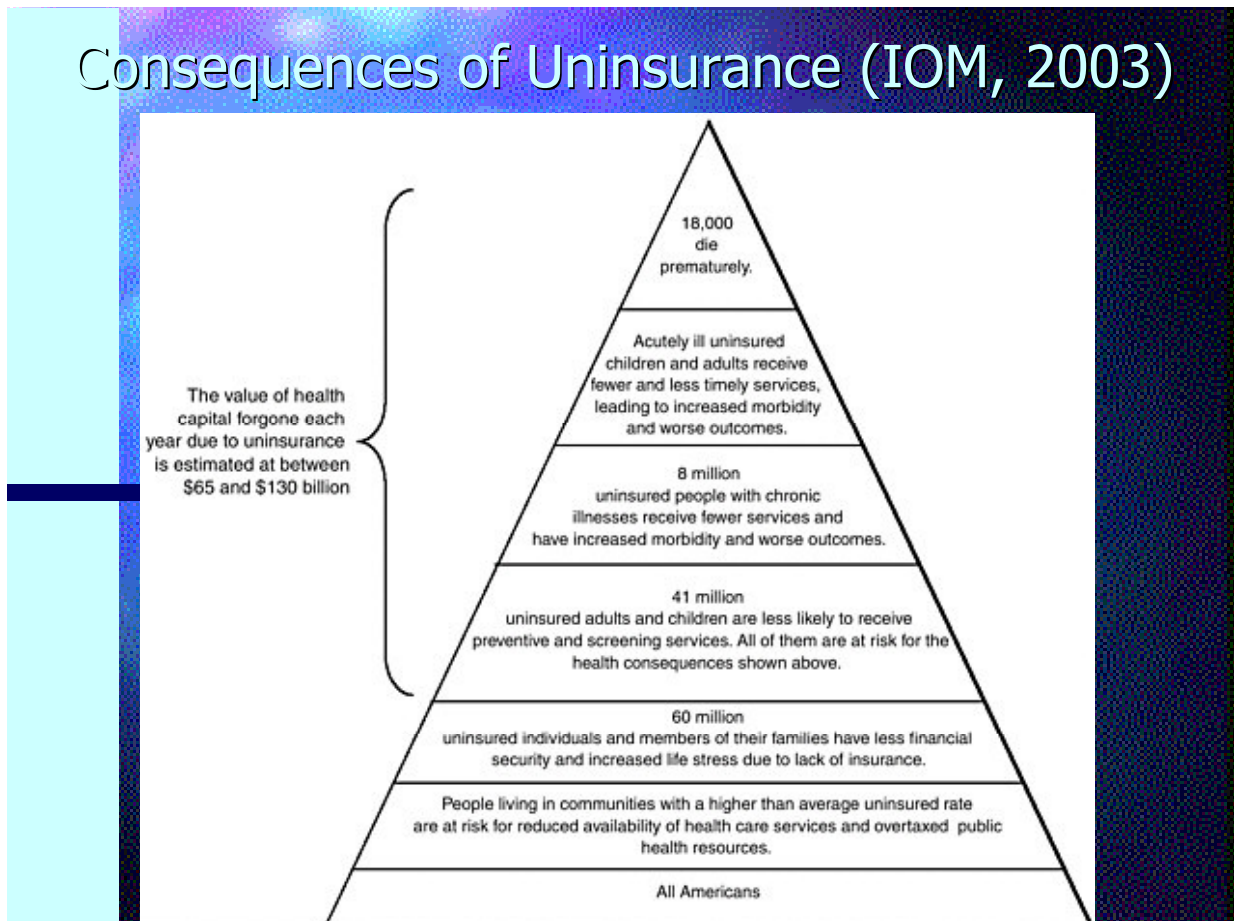 Consequences of Uninsurance (IOM, 2003)
18,000
die
prematurely.
Acutely ill uninsured
children and adults receive
fewer and less timely services,
leading to increased morbidity
and worse outcomes.
The value of health
capital forgone each
year due to uninsurance
is estimated at between
$65 and $130 billion
8 million
uninsured people with chronic
illnesses receive fewer services and
have increased morbidity and worse outcomes.
41 million
uninsured adults and children are less likely to receive
preventive and screening services. All of them are at risk for the
health consequences shown above.
60 million
uninsured individuals and members of their families have less financial
security and increased life stress due to lack of insurance.
People living in communities with a higher than average uninsured rate
are at risk for reduced availability of health care services and overtaxed public
health resources.
All Americans